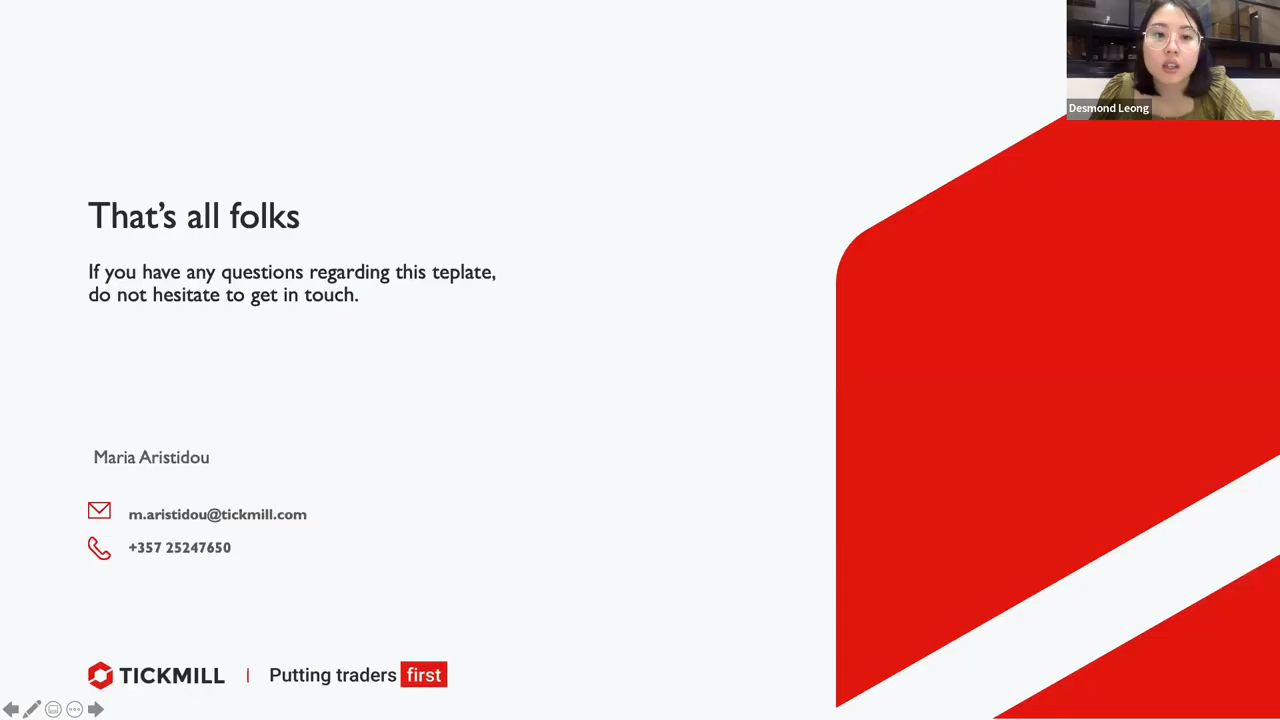 Desmond Leong
That's all folks
If you have any questions regarding this teplate,
do not hesitate to get in touch.
Maria Aristidou
m.aristidou@tickmill.com
+357 25247650
TICKMILL | Putting traders first